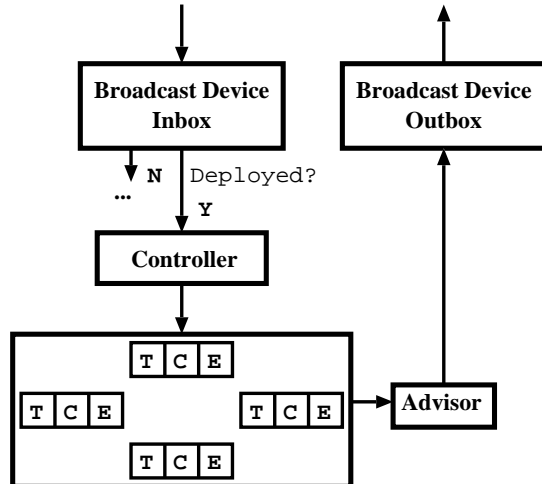 Broadcast Device
Inbox
Broadcast Device
Outbox
N
Deployed?
...
Y
Controller
T C E
T C E
T C E
T C E
Advisor